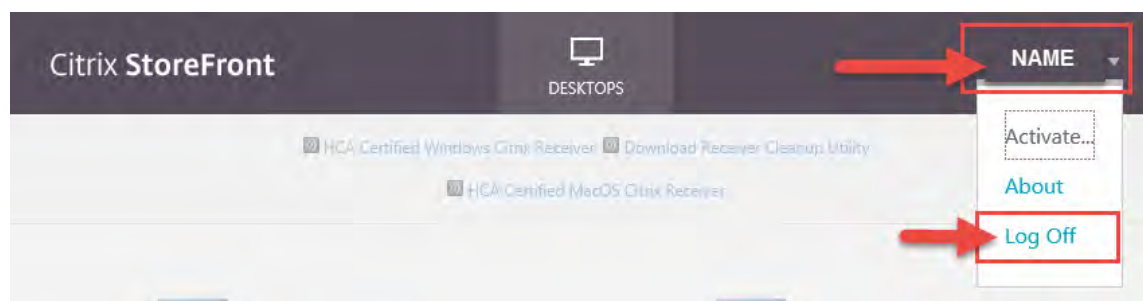 Citrix StoreFront
DESKTOPS
NAME
HCA Certified Windows Citrix Receiver Download Receiver Cleanup Utility
HCA Certified MacOS Citrix Receiver
Activate...
About
Log Off